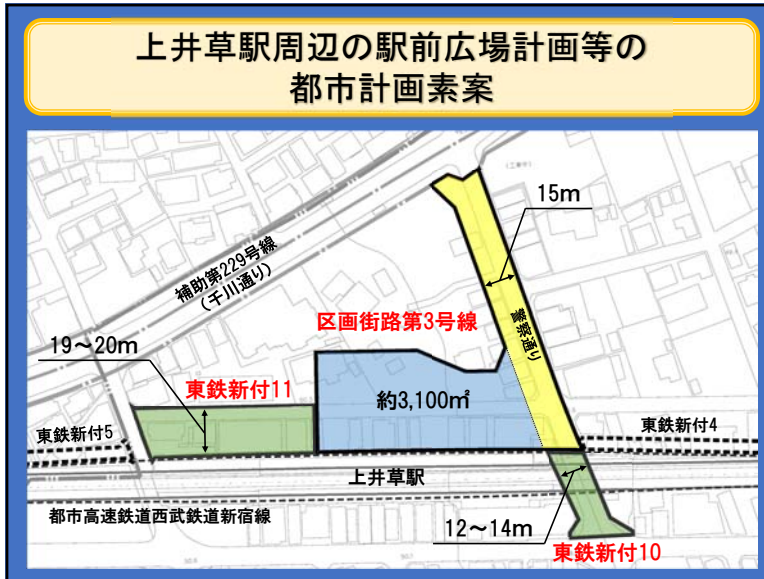 上井草駅周辺の駅前広場計画等の
都市計画素案
15m
補助第229号線
(千川通り)
区画街路第3号線
警察通り
19~20m
東鉄新付11
約3,100㎡
東鉄新付5
東鉄新付4
上井草駅
都市高速鉄道西武鉄道新宿線
12~14m
東鉄新付10